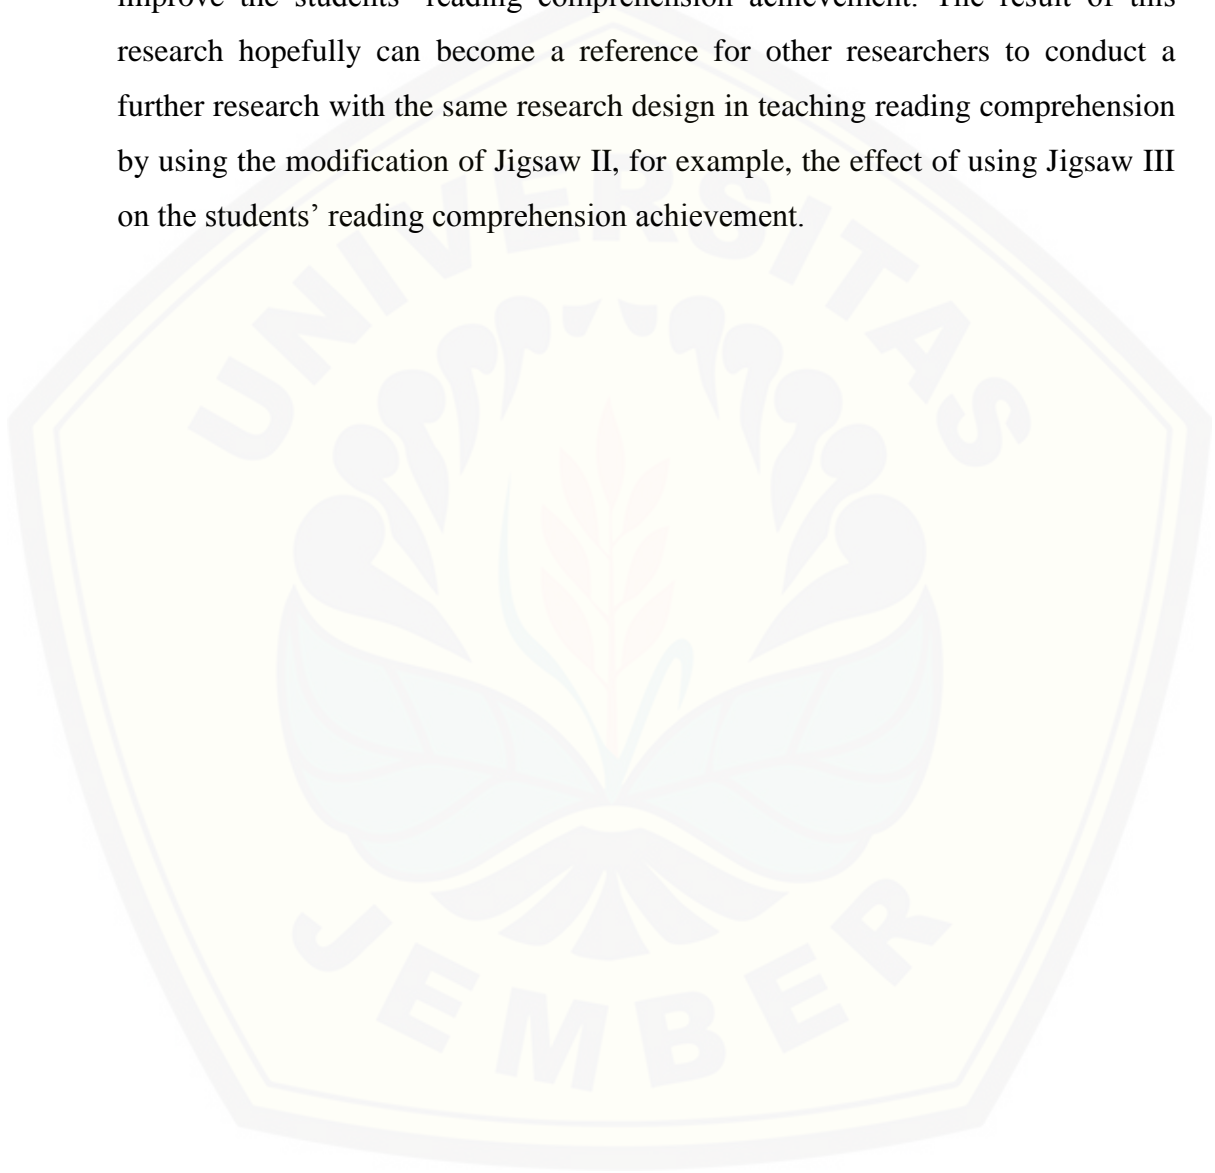 improve the students' reading comprehension achievement. The result of this
research hopefully can become a reference for other researchers to conduct a
further research with the same research design in teaching reading comprehension
by using the modification of Jigsaw II, for example, the effect of using Jigsaw III
on the students’ reading comprehension achievement.
UNIVERSITAS
JEMBER